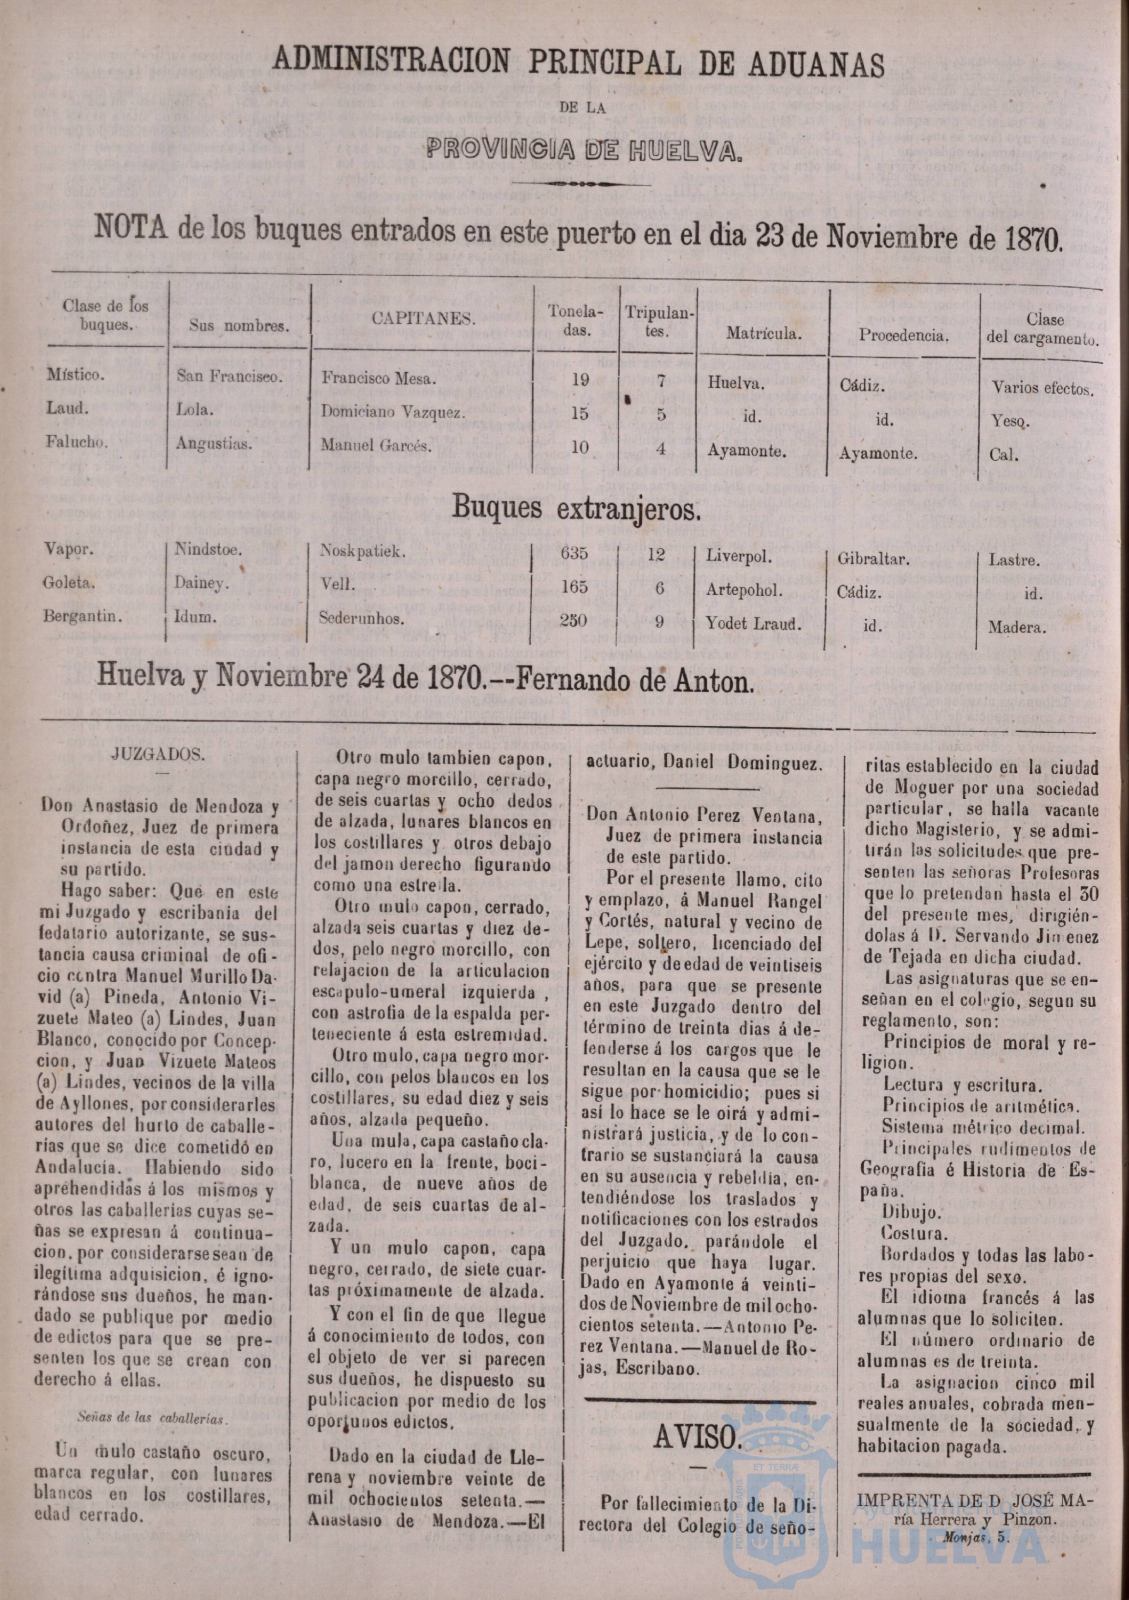 ADMINISTRACION PRINCIPAL DE ADUANAS
DE LA
PROVINCIA DE HUELVA.
NOTA de los buques entrados en este puerto en el dia 23 de Noviembre de 1870.
Clase de los buques. Sus nombres. CAPITANES. Tonela-das. Tripulan-tes. Matrícula. Procedencia. Clase del cargamento.
Místico. San Francisco. Francisco Mesa. 19 7 Huelva. Cádiz. Varios efectos.
Laud. Lola. Domiciano Vazquez. 15 5 id. id. Yeso.
Falucho. Angustias. Manuel Garcés. 10 4 Ayamonte. Ayamonte. Cal.
Buques extranjeros.
Vapor. Nindstoe. Noskpatiek. 635 12 Liverpol. Gibraltar. Lastre.
Goleta. Dainey. Vell. 165 6 Artepohol. Cádiz. id.
Bergantin. Idum. Sederunhos. 250 9 Yodet Lraud. id. Madera.
Huelva y Noviembre 24 de 1870.--Fernando de Anton.
JUZGADOS.
Don Anastasio de Mendoza y
Ordoñez, Juez de primera
instancia de esta ciudad y
su partido.
Hago saber: Que en este
mi Juzgado y escribania del
fedatario autorizante, se sus-
tancia causa criminal de ofi-
cio contra Manuel Murillo Da-
vid (a) Pineda, Antonio Vi-
zuete Mateo (a) Lindes, Juan
Blanco, conocido por Concep-
cion, y Juan Vizuete Mateos
(a) Lindes, vecinos de la villa
de Ayllones, por considerarles
autores del hurto de caballe-
rías que se dice cometidó en
Andalucía. Habiendo sido
aprehendidas á los mismos y
otros las caballerias cuyas se-
ñas se expresan á continua-
cion, por considerarse sean de
ilegítima adquisicion, é igno-
rándose sus dueños, he man-
dado se publique por medio
de edictos para que se pre-
senten los que se crean con
derecho á ellas.
Señas de las caballerías.
Un mulo castaño oscuro,
marca regular, con lunares
blancos en los costillares,
edad cerrado.
Otro mulo tambien capon,
capa negro morcillo, cerrado,
de seis cuartas y ocho dedos
de alzada, lunares blancos en
los costillares y otros debajo
del jamon derecho figurando
como una estrella.
Otro mulo capon, cerrado,
alzada seis cuartas y diez de-
dos, pelo negro morcillo, con
relajacion de la articulacion
escapulo-umeral izquierda,
con astrofia de la espalda per-
teneciente á esta estremidad.
Otro mulo, capa negro mor-
cillo, con pelos blancos en los
costillares, su edad diez y seis
años, alzada pequeño.
Una mula, capa castaño cla-
ro, lucero en la frente, boci-
blanca, de nueve años de
edad, de seis cuartas de al-
zada.
Y un mulo capon, capa
negro, cerrado, de siete cuar-
tas próximamente de alzada.
Y con el fin de que llegue
á conocimiento de todos, con
el objeto de ver si parecen
sus dueños, he dispuesto su
publicacion por medio de los
oportunos edictos.
Dado en la ciudad de Lle-
rena y noviembre veinte de
mil ochocientos setenta.—
Anastasio de Mendoza.—El
actuario, Daniel Dominguez.
Don Antonio Perez Ventana,
Juez de primera instancia
de este partido.
Por el presente llamo, cito
y emplazo, á Manuel Rangel
y Cortés, natural y vecino de
Lepe, soltero, licenciado del
ejército y de edad de veintiseis
años, para que se presente
en este Juzgado dentro del
término de treinta dias á de-
fenderse á los cargos que le
resultan en la causa que se le
sigue por homicidio; pues si
así lo hace se le oirá y admi-
nistrará justicia, y de lo con-
trario se sustanciará la causa
en su ausencia y rebeldia, en-
tendiéndose los traslados y
notificaciones con los estrados
del Juzgado, parándole el
perjuicio que haya lugar.
Dado en Ayamonte á veinti-
dos de Noviembre de mil ocho-
cientos setenta.—Antonio Pe-
rez Ventana.—Manuel de Ro-
jas, Escribano.
AVISO.
Por fallecimiento de la Di-
rectora del Colegio de seño-
ritas establecido en la ciudad
de Moguer por una sociedad
particular, se halla vacante
dicho Magisterio, y se admi-
tirán las solicitudes que pre-
senten las señoras Profesoras
que lo pretendan hasta el 30
del presente mes, dirigién-
dolas á D. Servando Jimenez
de Tejada en dicha ciudad.
Las asignaturas que se en-
señan en el colegio, segun su
reglamento, son:
Principios de moral y re-
ligion.
Lectura y escritura.
Principios de aritmética.
Sistema métrico decimal.
Principales rudimentos de
Geografia é Historia de Es-
paña.
Dibujo.
Costura.
Bordados y todas las labo-
res propias del sexo.
El idioma francés á las
alumnas que lo soliciten.
El número ordinario de
alumnas es de treinta.
La asignacion cinco mil
reales anuales, cobrada men-
sualmente de la sociedad, y
habitacion pagada.
IMPRENTA DE D JOSÉ MA-
ría Herrera y Pinzon.
Monjas, 5.
ET TERRÆ
Ayuntamiento de
HUELVA